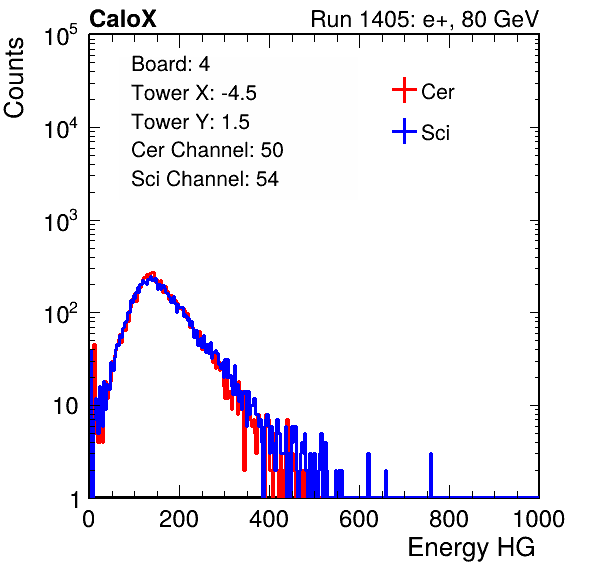 CaloX Run 1405: e+, 80 GeV
Counts
10^5
10^4
10^3
10^2
10
1
Board: 4
Tower X: -4.5
Tower Y: 1.5
Cer Channel: 50
Sci Channel: 54
Cer
Sci
0 200 400 600 800 1000
Energy HG